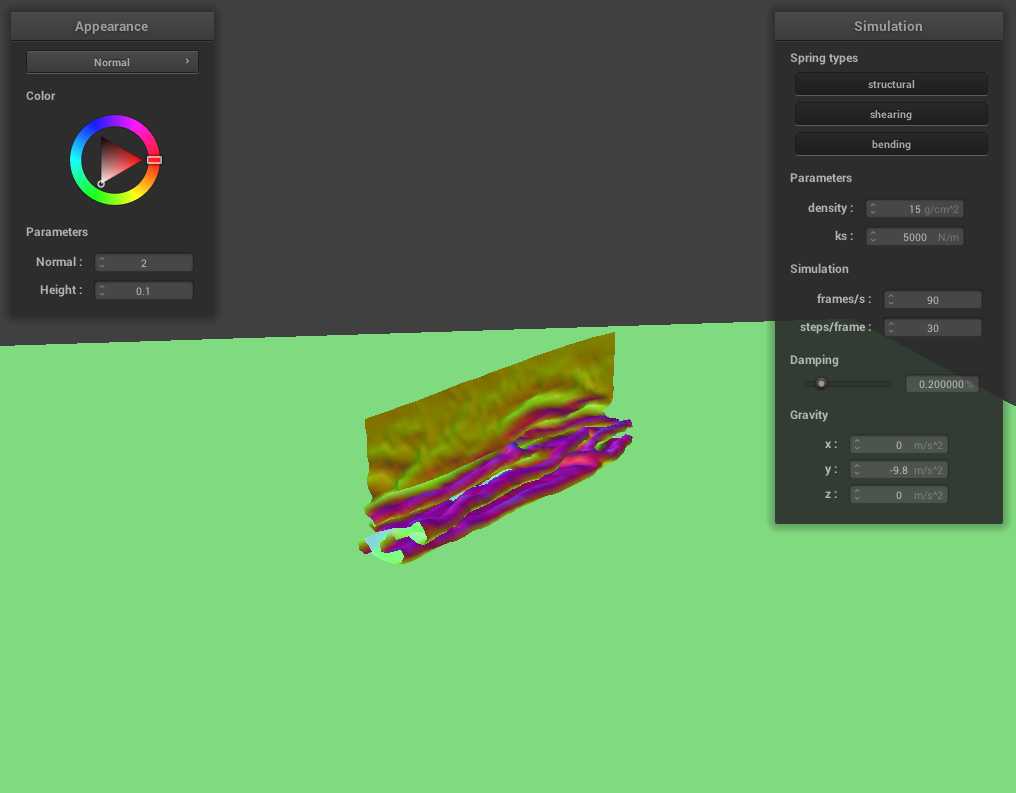 Appearance
Normal ›
Color
Parameters
Normal : 2
Height : 0.1
Simulation
Spring types
structural
shearing
bending
Parameters
density : 15 g/cm^2
ks : 5000 N/m
Simulation
frames/s : 90
steps/frame : 30
Damping
0.200000 %
Gravity
x : 0 m/s^2
y : -9.8 m/s^2
z : 0 m/s^2